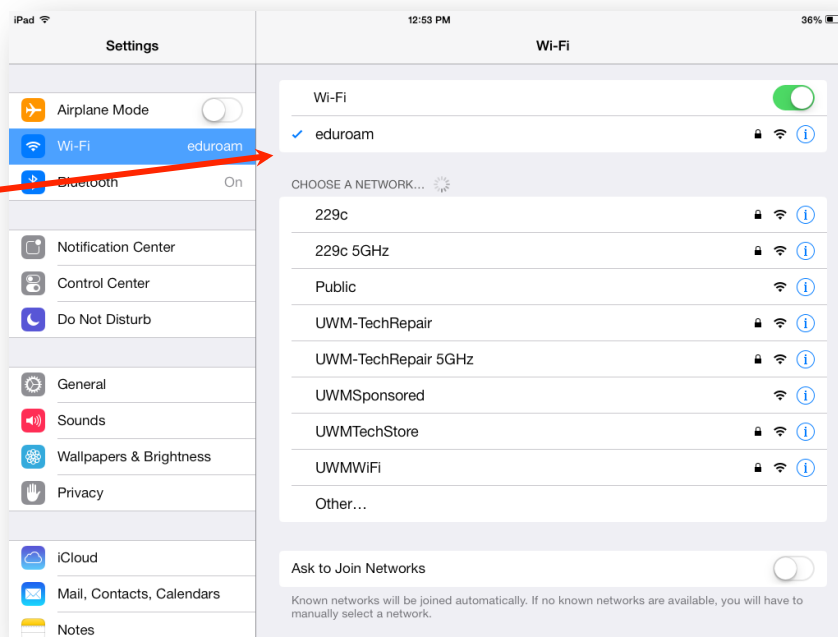 iPad 12:53 PM 36%
Settings
Wi-Fi
Airplane Mode
Wi-Fi eduroam
Bluetooth On
Notification Center
Control Center
Do Not Disturb
General
Sounds
Wallpapers & Brightness
Privacy
iCloud
Mail, Contacts, Calendars
Notes
Wi-Fi
eduroam
CHOOSE A NETWORK...
229c
229c 5GHz
Public
UWM-TechRepair
UWM-TechRepair 5GHz
UWMSponsored
UWMTechStore
UWMWiFi
Other...
Ask to Join Networks
Known networks will be joined automatically. If no known networks are available, you will have to
manually select a network.